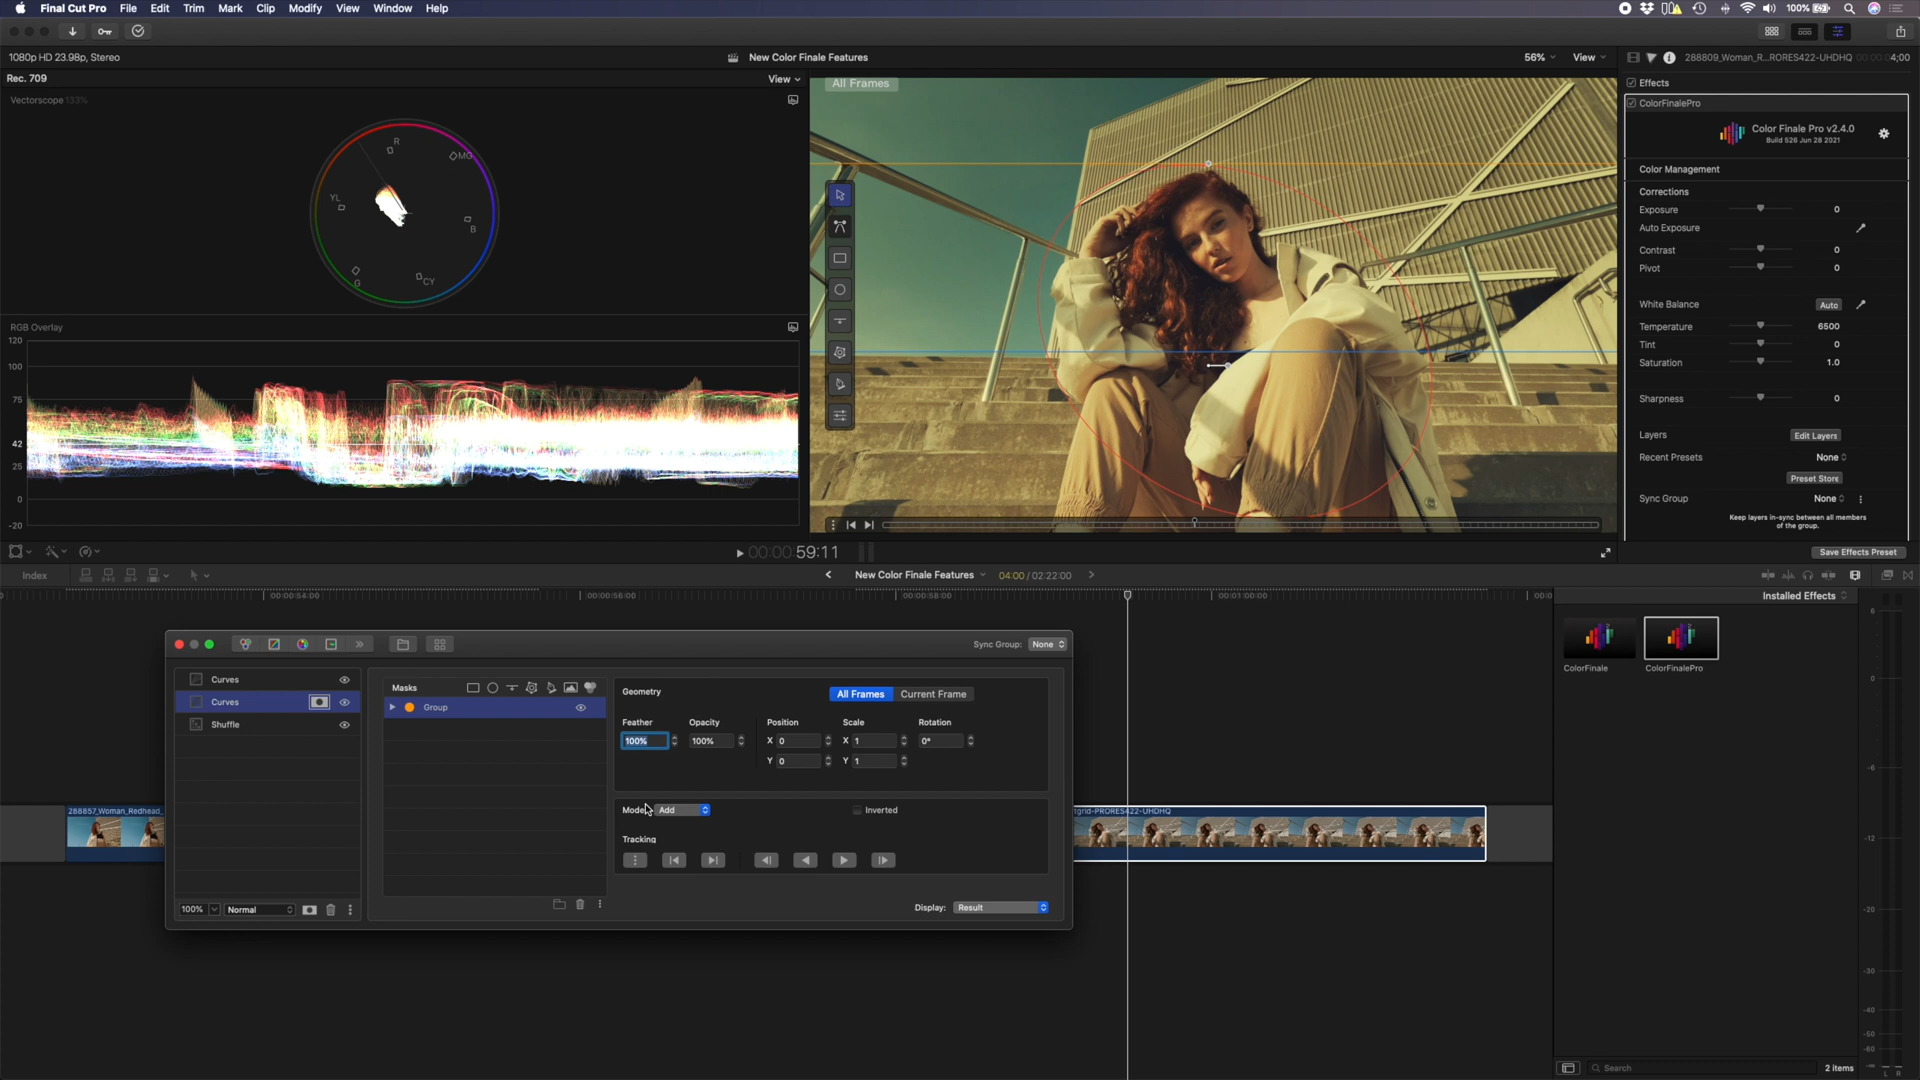 Final Cut Pro File Edit Trim Mark Clip Modify View Window Help
100%
1080p HD 23.98p, Stereo
New Color Finale Features
56% View
288809_Woman_R...RORES422-UHDHQ 4;00
Rec. 709
View
Vectorscope 133%
R
MG
YL
B
G
CY
RGB Overlay
120
100
75
42
25
0
-20
All Frames
Effects
ColorFinalePro
Color Finale Pro v2.4.0
Build 526 Jun 28 2021
Color Management
Corrections
Exposure 0
Auto Exposure
Contrast 0
Pivot 0
White Balance Auto
Temperature 6500
Tint 0
Saturation 1.0
Sharpness 0
Layers Edit Layers
Recent Presets None
Preset Store
Sync Group None
Keep layers in-sync between all members
of the group.
00:00:59:11
Save Effects Preset
Index
New Color Finale Features 04:00 / 02:22:00
00:00:54:00
00:00:56:00
00:00:58:00
00:01:00:00
Installed Effects
ColorFinale
ColorFinalePro
Sync Group: None
Curves
Curves
Shuffle
Masks
Group
Geometry
All Frames Current Frame
Feather Opacity Position Scale Rotation
100% 100% X 0 X 1 0°
Y 0 Y 1
Mode Add
Inverted
Tracking
100% Normal
Display: Result
288857_Woman_Redhead_
tgrid-PRORES422-UHDHQ
6
0
-6
-12
-20
-30
-40
-50
-60
L R
Search
2 items